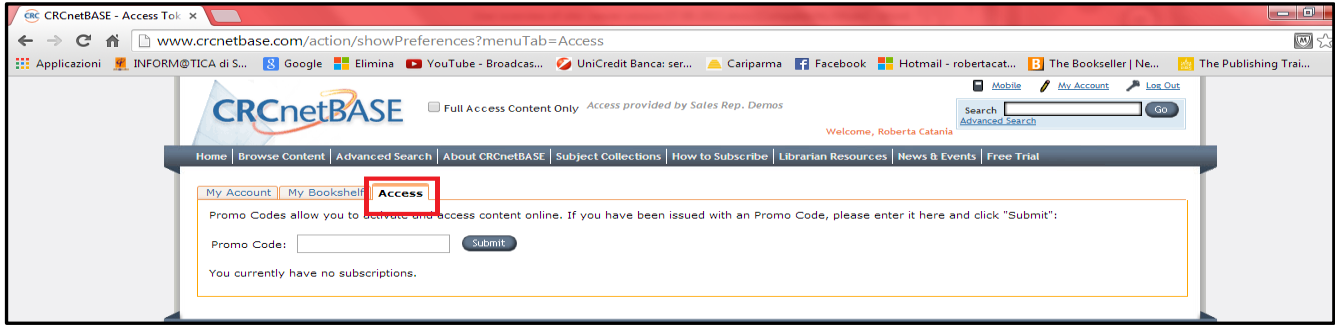 CRC CRCnetBASE - Access Tok
www.crcnetbase.com/action/showPreferences?menuTab=Access
Applicazioni INFORM@TICA di S... Google Elimina YouTube - Broadcas... UniCredit Banca: ser... Cariparma Facebook Hotmail - robertacat... The Bookseller | Ne... The Publishing Trai...
Mobile My Account Log Out
CRCnetBASE Full Access Content Only Access provided by Sales Rep. Demos
Search Go
Advanced Search
Welcome, Roberta Catania
Home | Browse Content | Advanced Search | About CRCnetBASE | Subject Collections | How to Subscribe | Librarian Resources | News & Events | Free Trial
My Account My Bookshelf Access
Promo Codes allow you to activate and access content online. If you have been issued with an Promo Code, please enter it here and click "Submit":
Promo Code: Submit
You currently have no subscriptions.